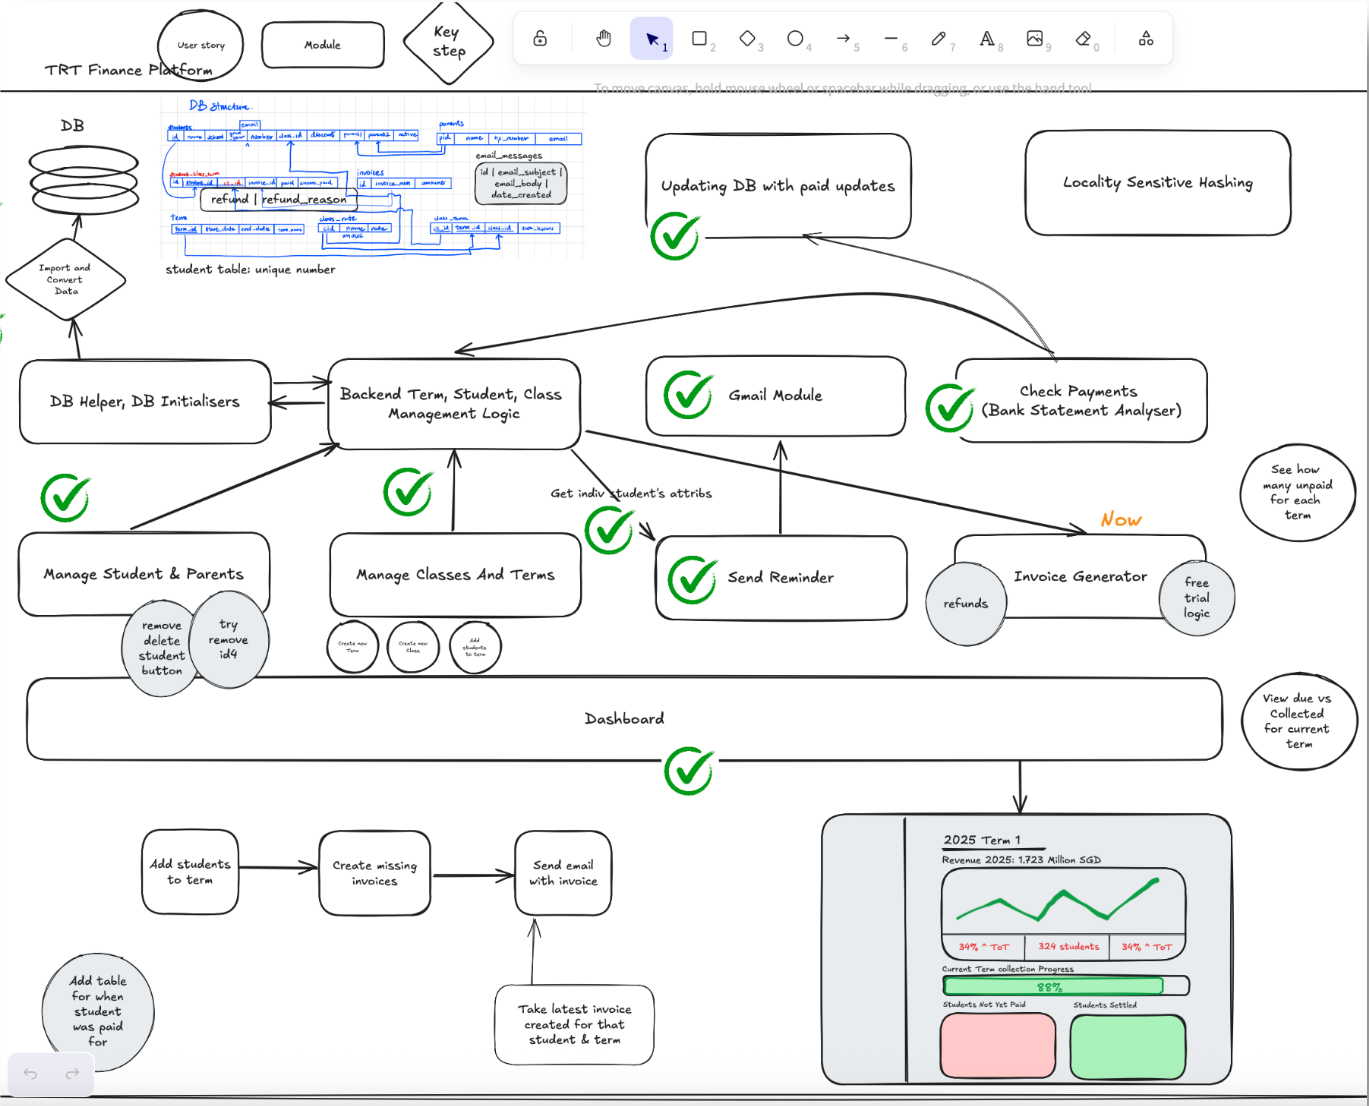 User story
Module
Key
step
TRT Finance Platform
1
2
3
4
5
6
7
8
9
0
To move canvas, hold mouse wheel or spacebar while dragging, or use the hand tool
DB
DB Structure.
email
students
id name school number class_id discount parent1 parent2 active
parents
pid name hp_number email
email_messages
id | email_subject |
email_body |
date_created
student_class_term
id student_id ct_id invoice_id paid
invoices
id
refund | refund_reason
Term
term_id start_date end_date
class_rate
cid name rate
class_term
ct_id term_id class_id
student table: unique number
Import and
Convert
Data
Updating DB with paid updates
Locality Sensitive Hashing
DB Helper, DB Initialisers
Backend Term, Student, Class
Management Logic
Gmail Module
Check Payments
(Bank Statement Analyser)
See how
many unpaid
for each
term
Get indiv student's attribs
Now
Manage Student & Parents
Manage Classes And Terms
Send Reminder
Invoice Generator
refunds
free
trial
logic
remove
delete
student
button
try
remove
id4
Create new
Term
Create new
Class
Add
students
to term
Dashboard
View due vs
Collected
for current
term
Add students
to term
Create missing
invoices
Send email
with invoice
Take latest invoice
created for that
student & term
Add table
for when
student
was paid
for
2025 Term 1
Revenue 2025: 1.723 Million SGD
34% ^ ToT
324 students
34% ^ ToT
Current Term collection Progress
88%
Students Not Yet Paid
Students Settled